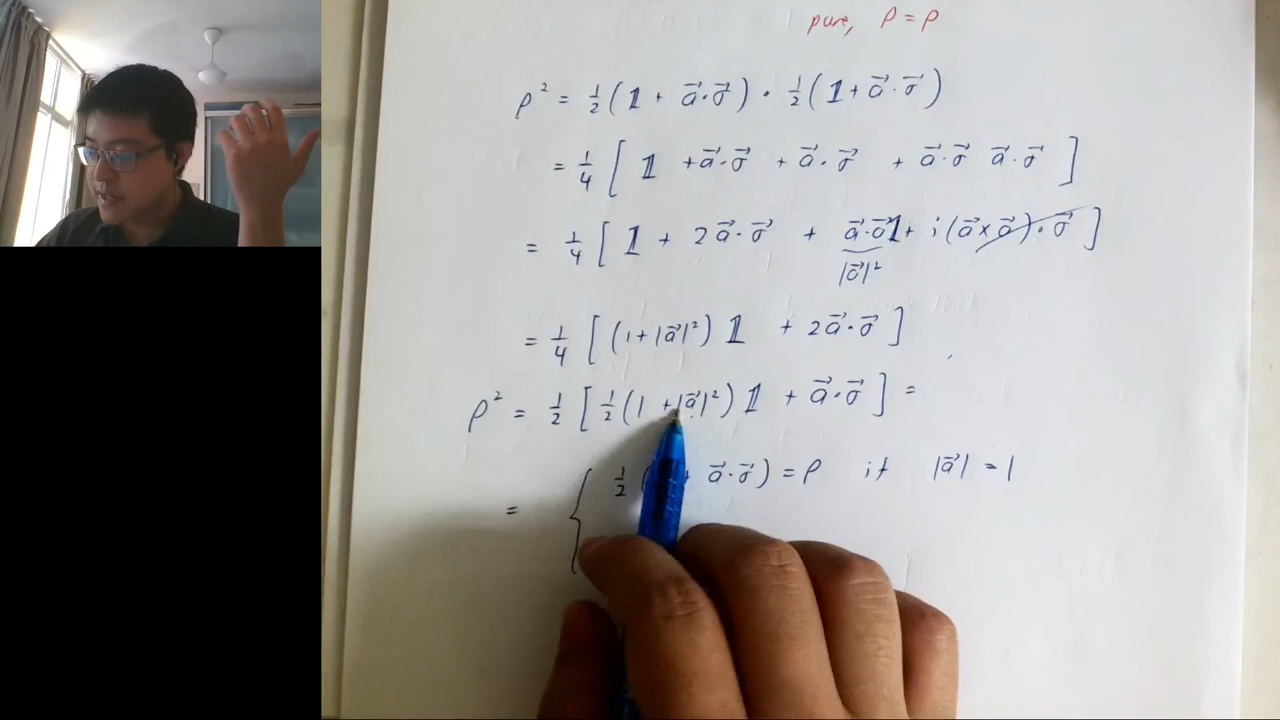 pure, ρ = ρ
ρ² = ½(𝟙 + a⃗·σ⃗) · ½(𝟙 + a⃗·σ⃗)
= ¼[𝟙 + a⃗·σ⃗ + a⃗·σ⃗ + a⃗·σ⃗ a⃗·σ⃗]
= ¼[𝟙 + 2a⃗·σ⃗ + a⃗·a⃗𝟙 + i(a⃗×a⃗)·σ⃗]
|a⃗|²
= ¼[(1+|a⃗|²)𝟙 + 2a⃗·σ⃗]
ρ² = ½[½(1+|a⃗|²)𝟙 + a⃗·σ⃗] =
= { ½( a⃗·σ⃗) = ρ if |a⃗| = 1